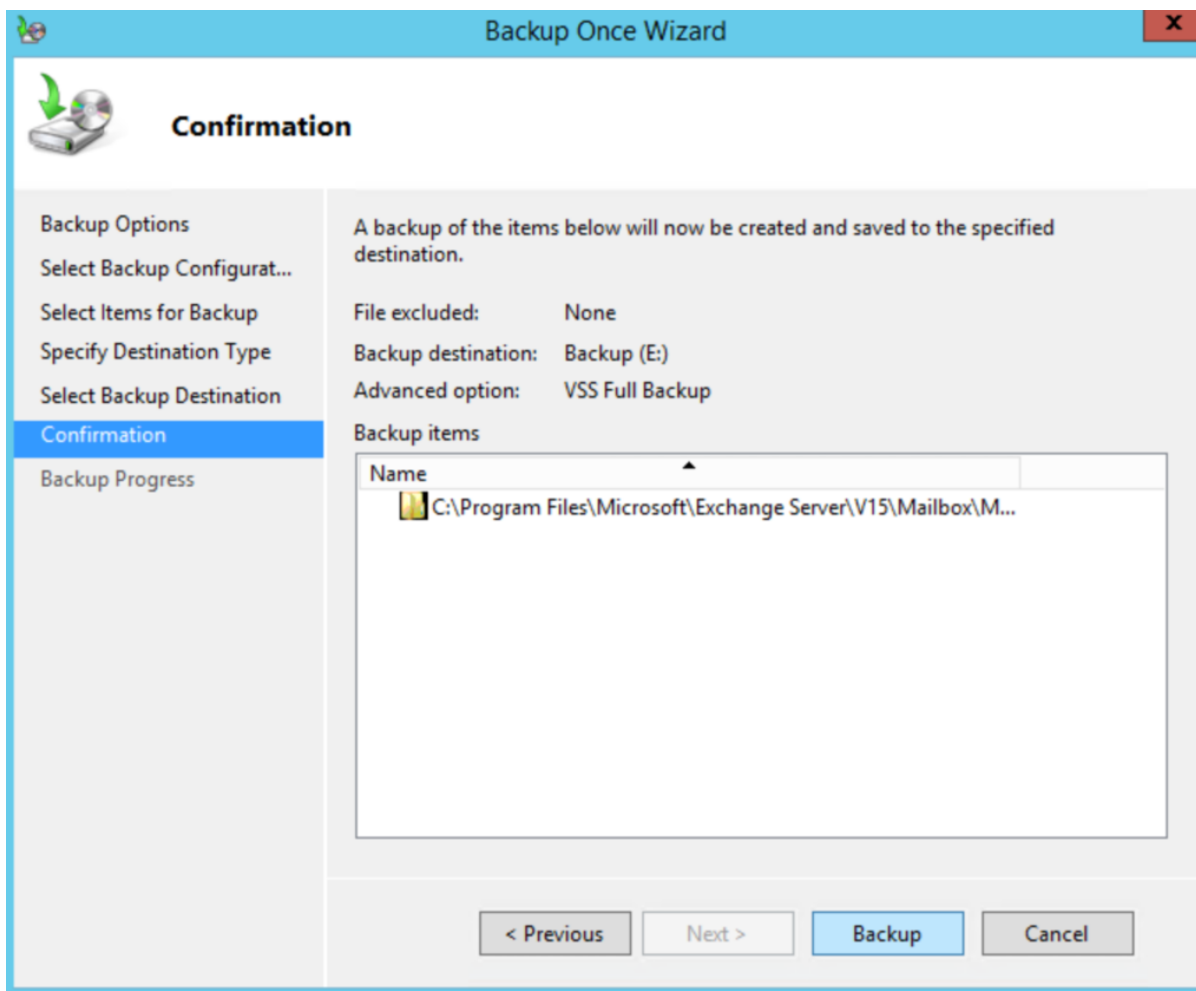 Backup Once Wizard
x
Confirmation
Backup Options
Select Backup Configurat...
Select Items for Backup
Specify Destination Type
Select Backup Destination
Confirmation
Backup Progress
A backup of the items below will now be created and saved to the specified
destination.
File excluded: None
Backup destination: Backup (E:)
Advanced option: VSS Full Backup
Backup items
Name
C:\Program Files\Microsoft\Exchange Server\V15\Mailbox\M...
< Previous
Next >
Backup
Cancel